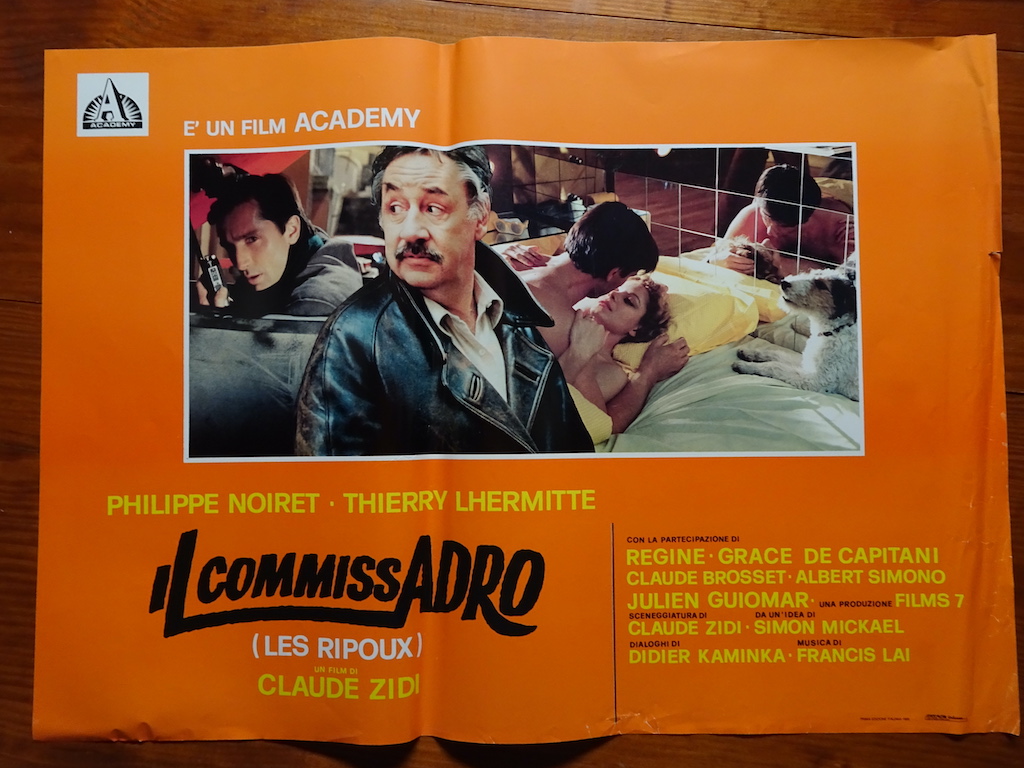 A
ACADEMY
E' UN FILM ACADEMY
PHILIPPE NOIRET · THIERRY LHERMITTE
IL COMMISSADRO
(LES RIPOUX)
UN FILM DI
CLAUDE ZIDI
CON LA PARTECIPAZIONE DI
REGINE · GRACE DE CAPITANI
CLAUDE BROSSET · ALBERT SIMONO
JULIEN GUIOMAR · UNA PRODUZIONE FILMS 7
SCENEGGIATURA DI DA UN'IDEA DI
CLAUDE ZIDI · SIMON MICKAEL
DIALOGHI DI MUSICA DI
DIDIER KAMINKA · FRANCIS LAI